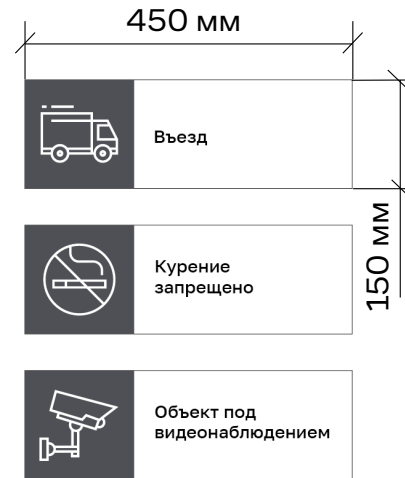 450 мм
Въезд
150 мм
Курение
запрещено
Объект под
видеонаблюдением